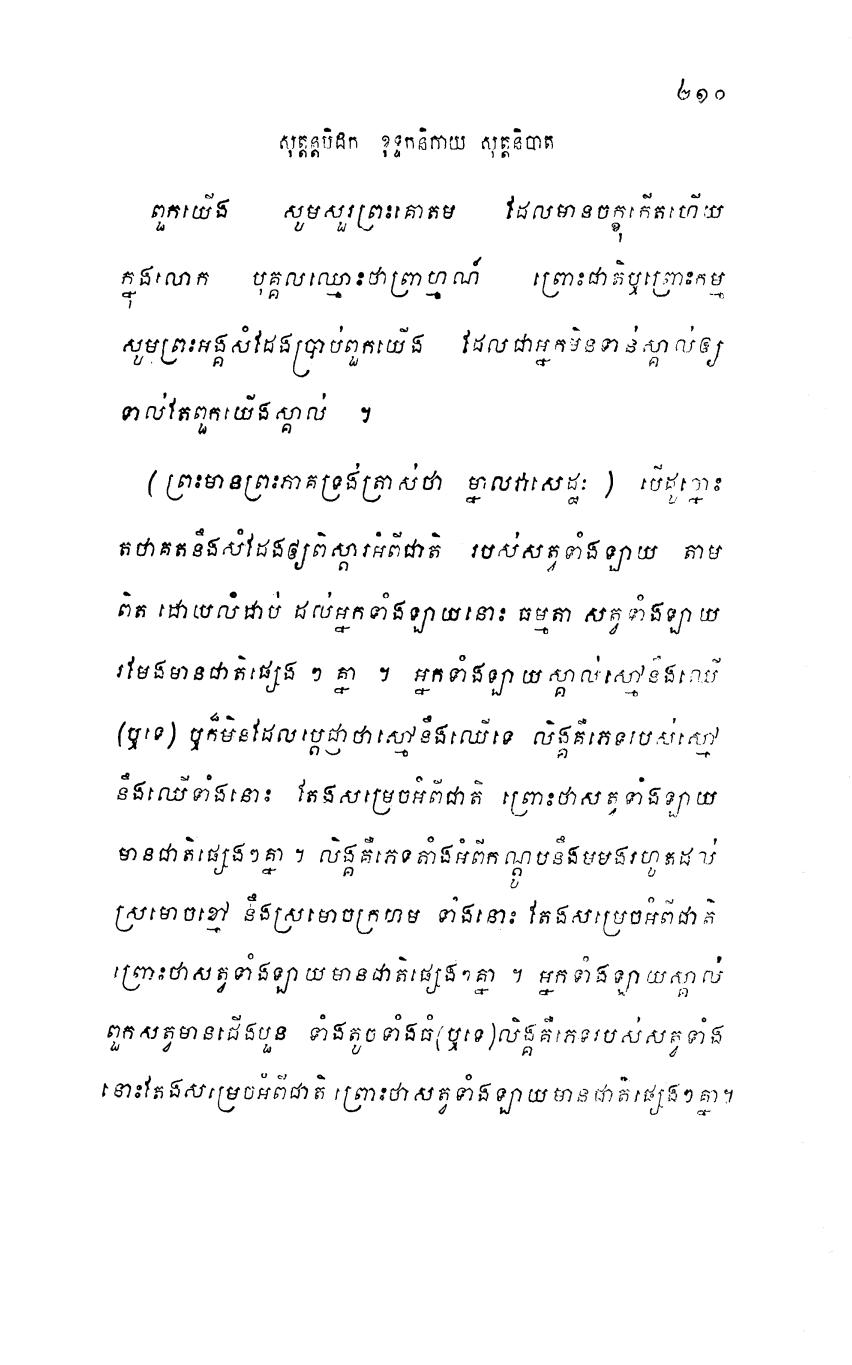 ២១០
សុត្តន្តបិដក ខុទ្ទកនិកាយ សុត្តនិបាត
ពួកយើង សូមសួរព្រះគោតម ដែលមានចក្ខុកើតហើយ
ក្នុងលោក បុគ្គលឈ្មោះថាព្រាហ្មណ៍ ព្រោះជាតិឬព្រោះកម្ម
សូមព្រះអង្គសំដែងប្រាប់ពួកយើង ដែលជាអ្នកមិនទាន់ស្គាល់ឲ្យ
ទាល់តែពួកយើងស្គាល់ ។
(ព្រះមានព្រះភាគទ្រង់ត្រាស់ថា ម្នាលវាសេដ្ឋៈ ) បើដូច្នោះ
តថាគតនឹងសំដែងឲ្យពិស្តារអំពីជាតិ របស់សត្វទាំងឡាយ តាម
ពិត ដោយលំដាប់ ដល់អ្នកទាំងឡាយនោះ ធម្មតា សត្វទាំងឡាយ
រមែងមានជាតិផ្សេង ៗ គ្នា ។ អ្នកទាំងឡាយស្គាល់ស្មៅនឹងឈើ
(ឬទេ) ឬក៏មិនដែលប្តេជ្ញាថាស្មៅនឹងឈើទេ លិង្គគឺភេទរបស់ស្មៅ
នឹងឈើទាំងនោះ តែងសម្រេចអំពីជាតិ ព្រោះថាសត្វទាំងឡាយ
មានជាតិផ្សេងៗគ្នា ។ លិង្គគឺភេទតាំងអំពីកណ្តូបនឹងមមងរហូតដល់
ស្រមោចខ្មៅ នឹងស្រមោចក្រហម ទាំងនោះ តែងសម្រេចអំពីជាតិ
ព្រោះថាសត្វទាំងឡាយមានជាតិផ្សេងៗគ្នា ។ អ្នកទាំងឡាយស្គាល់
ពួកសត្វមានជើងបួន ទាំងតូចទាំងធំ(ឬទេ)លិង្គគឺភេទរបស់សត្វទាំង
នោះតែងសម្រេចអំពីជាតិ ព្រោះថាសត្វទាំងឡាយមានជាតិផ្សេងៗគ្នា។